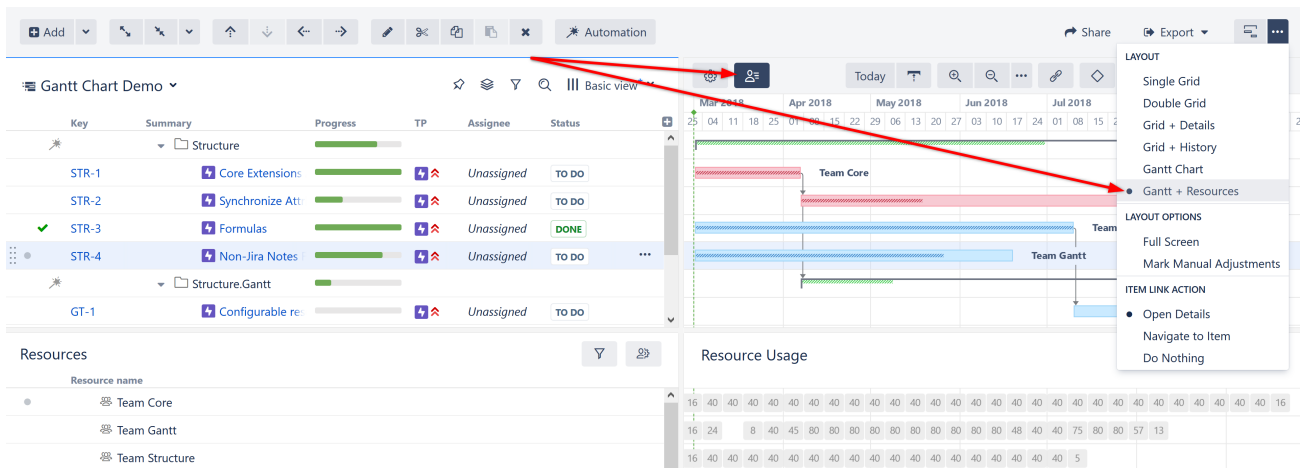 Add
Automation
Share
Export
Gantt Chart Demo
Basic view
Today
LAYOUT
Single Grid
Double Grid
Grid + Details
Grid + History
Gantt Chart
Gantt + Resources
LAYOUT OPTIONS
Full Screen
Mark Manual Adjustments
ITEM LINK ACTION
Open Details
Navigate to Item
Do Nothing
Mar 2018 Apr 2018 May 2018 Jun 2018 Jul 2018
25 04 11 18 25 01 08 15 22 29 06 13 20 27 03 10 17 24 01 08 15
Key Summary Progress TP Assignee Status
Structure
STR-1 Core Extensions Unassigned TO DO Team Core
STR-2 Synchronize Att Unassigned TO DO
STR-3 Formulas Unassigned DONE Team
STR-4 Non-Jira Notes Unassigned TO DO Team Gantt
Structure.Gantt
GT-1 Configurable re Unassigned TO DO
Resources
Resource Usage
Resource name
Team Core 16 40 40 40 40 40 40 40 40 40 40 40 40 40 40 40 40 40 40 40 40 40 40 40 40 40 40 40 40 16
Team Gantt 16 24 8 40 45 80 80 80 80 80 80 80 80 80 80 48 40 40 75 80 80 57 13
Team Structure 16 40 40 40 40 40 40 40 40 40 40 40 40 40 40 40 40 40 40 5